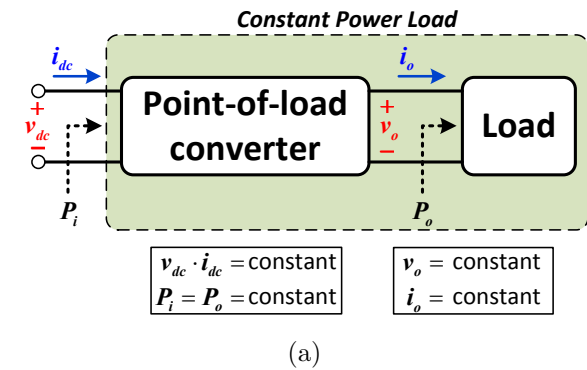 Constant Power Load
i_dc
i_o
+
v_dc
−
Point-of-load
converter
+
v_o
−
Load
P_i
P_o
v_dc · i_dc = constant
P_i = P_o = constant
v_o = constant
i_o = constant
(a)